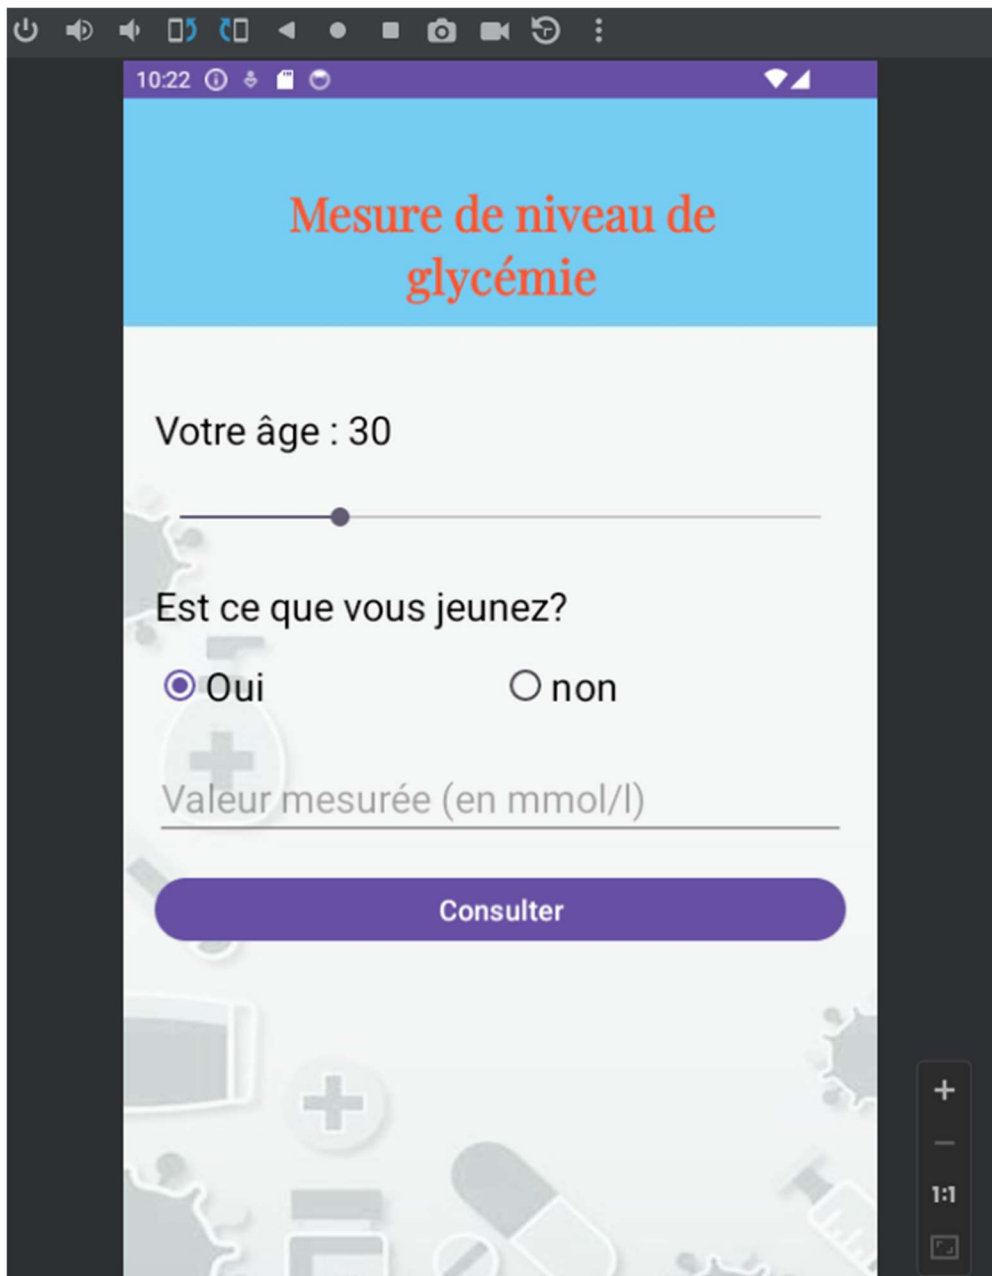 10:22
Mesure de niveau de
glycémie
Votre âge : 30
Est ce que vous jeunez?
Oui
non
Valeur mesurée (en mmol/l)
Consulter
1:1